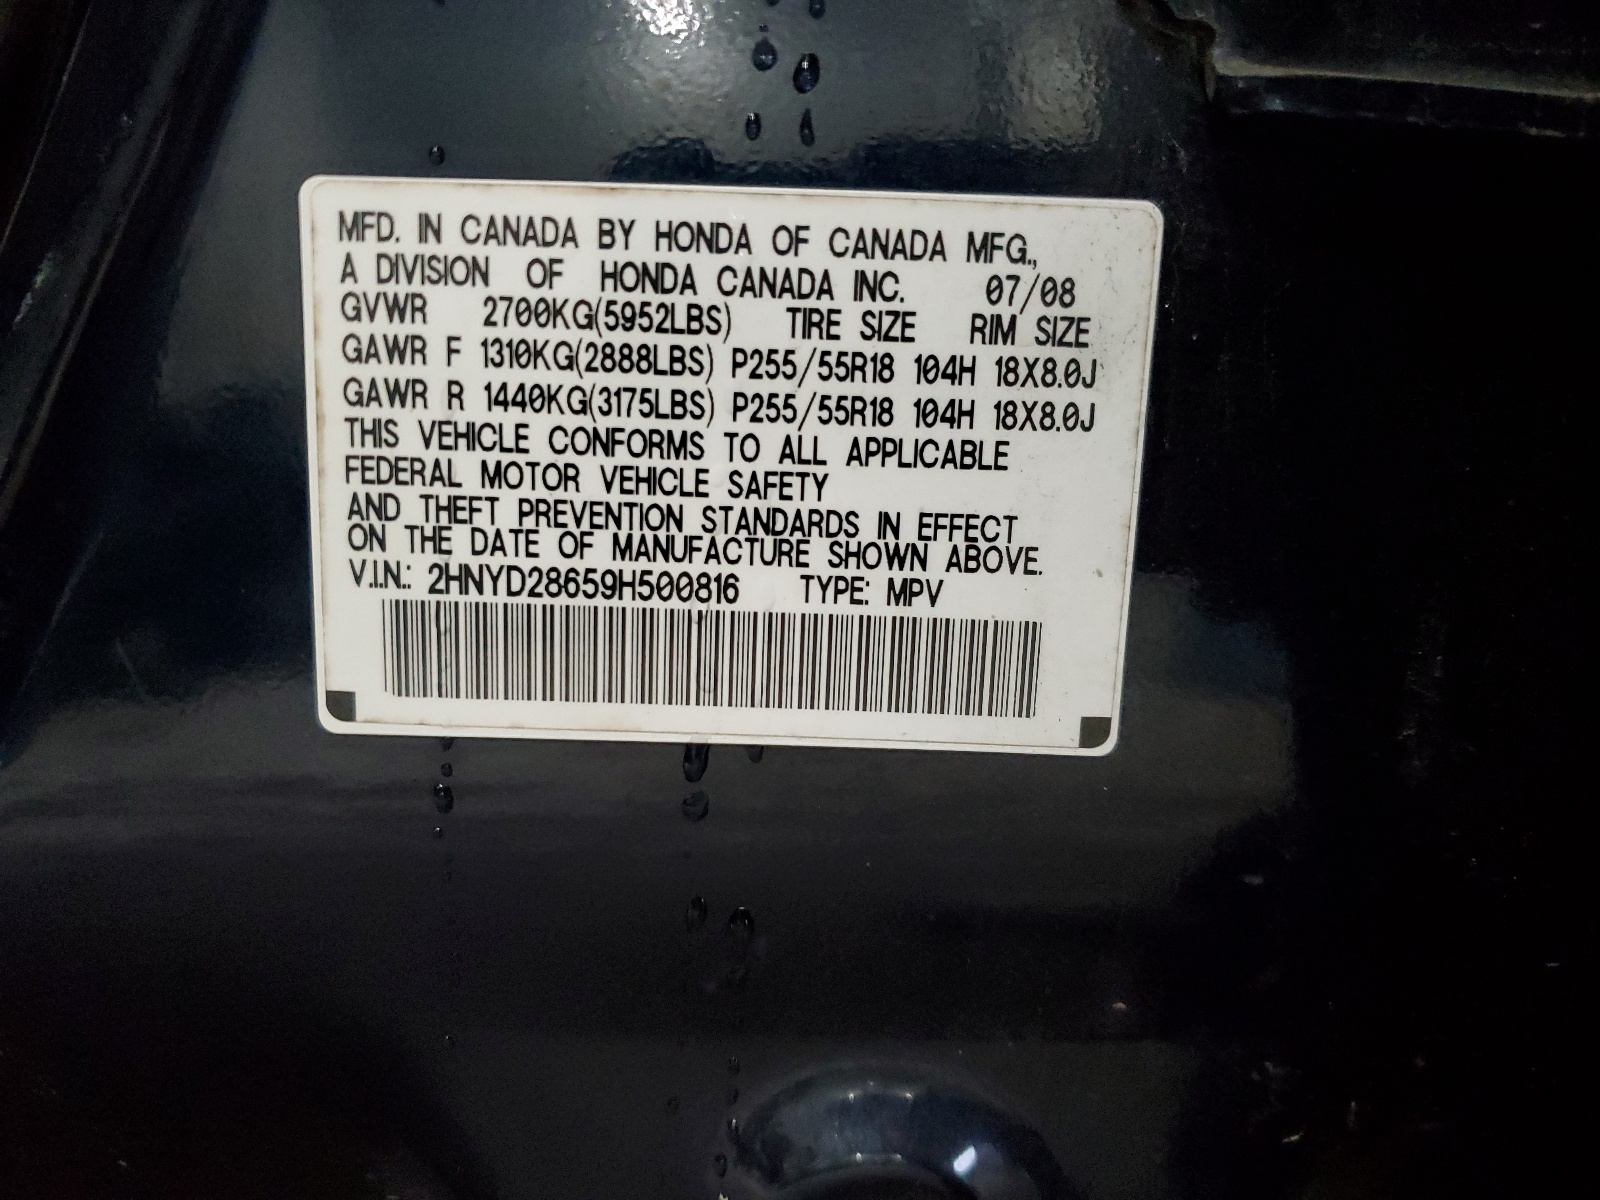 MFD. IN CANADA BY HONDA OF CANADA MFG.,
A DIVISION OF HONDA CANADA INC. 07/08
GVWR 2700KG(5952LBS) TIRE SIZE RIM SIZE
GAWR F 1310KG(2888LBS) P255/55R18 104H 18X8.0J
GAWR R 1440KG(3175LBS) P255/55R18 104H 18X8.0J
THIS VEHICLE CONFORMS TO ALL APPLICABLE
FEDERAL MOTOR VEHICLE SAFETY
AND THEFT PREVENTION STANDARDS IN EFFECT
ON THE DATE OF MANUFACTURE SHOWN ABOVE.
V.I.N.: 2HNYD28659H500816 TYPE: MPV